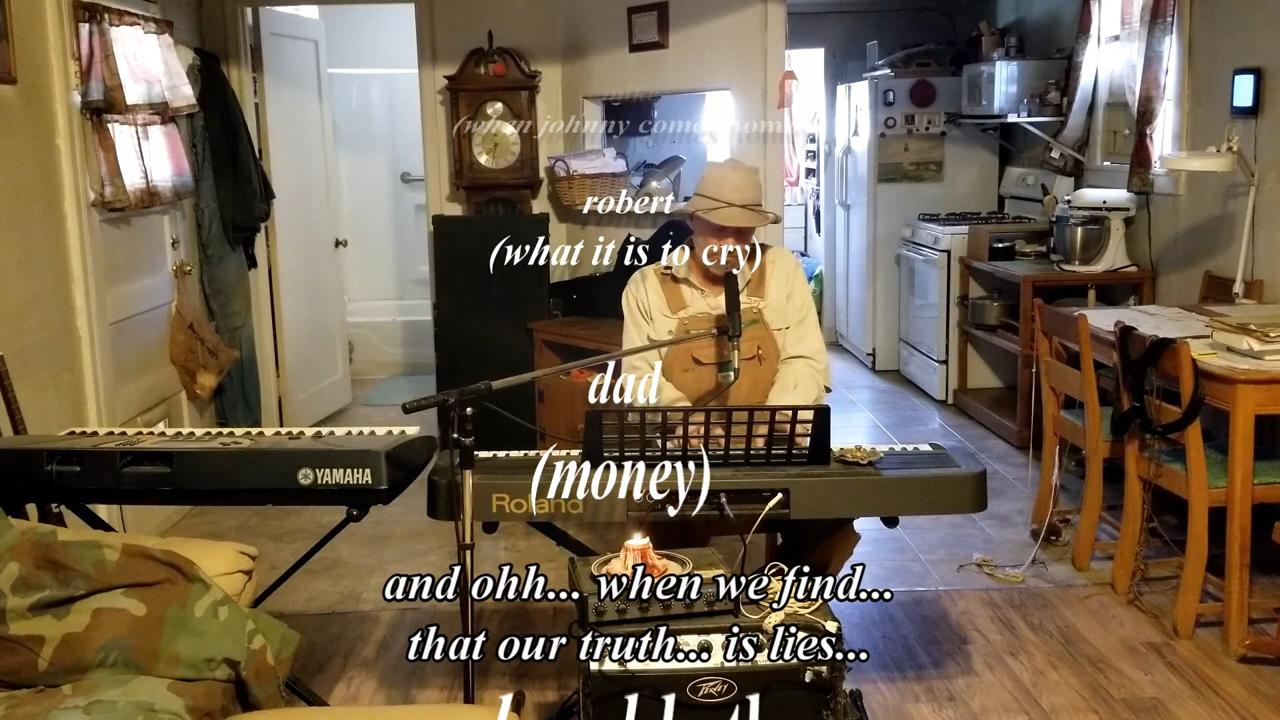 (when johnny comes home
robert
(what it is to cry)
dad
(money)
YAMAHA
Roland
and ohh... when we find...
that our truth... is lies...
PEAVEY